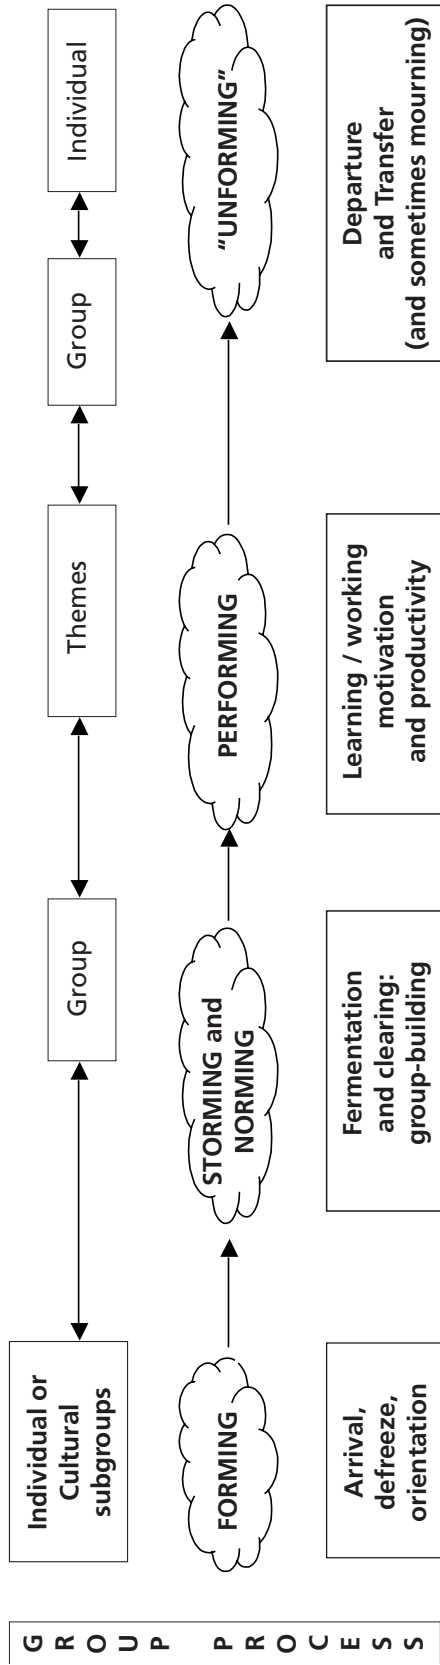 GROUP PROCESS
Individual or
Cultural
subgroups
Group
Themes
Group
Individual
FORMING
STORMING and
NORMING
PERFORMING
“UNFORMING”
Arrival,
defreeze,
orientation
Fermentation
and clearing:
group-building
Learning / working
motivation
and productivity
Departure
and Transfer
(and sometimes mourning)